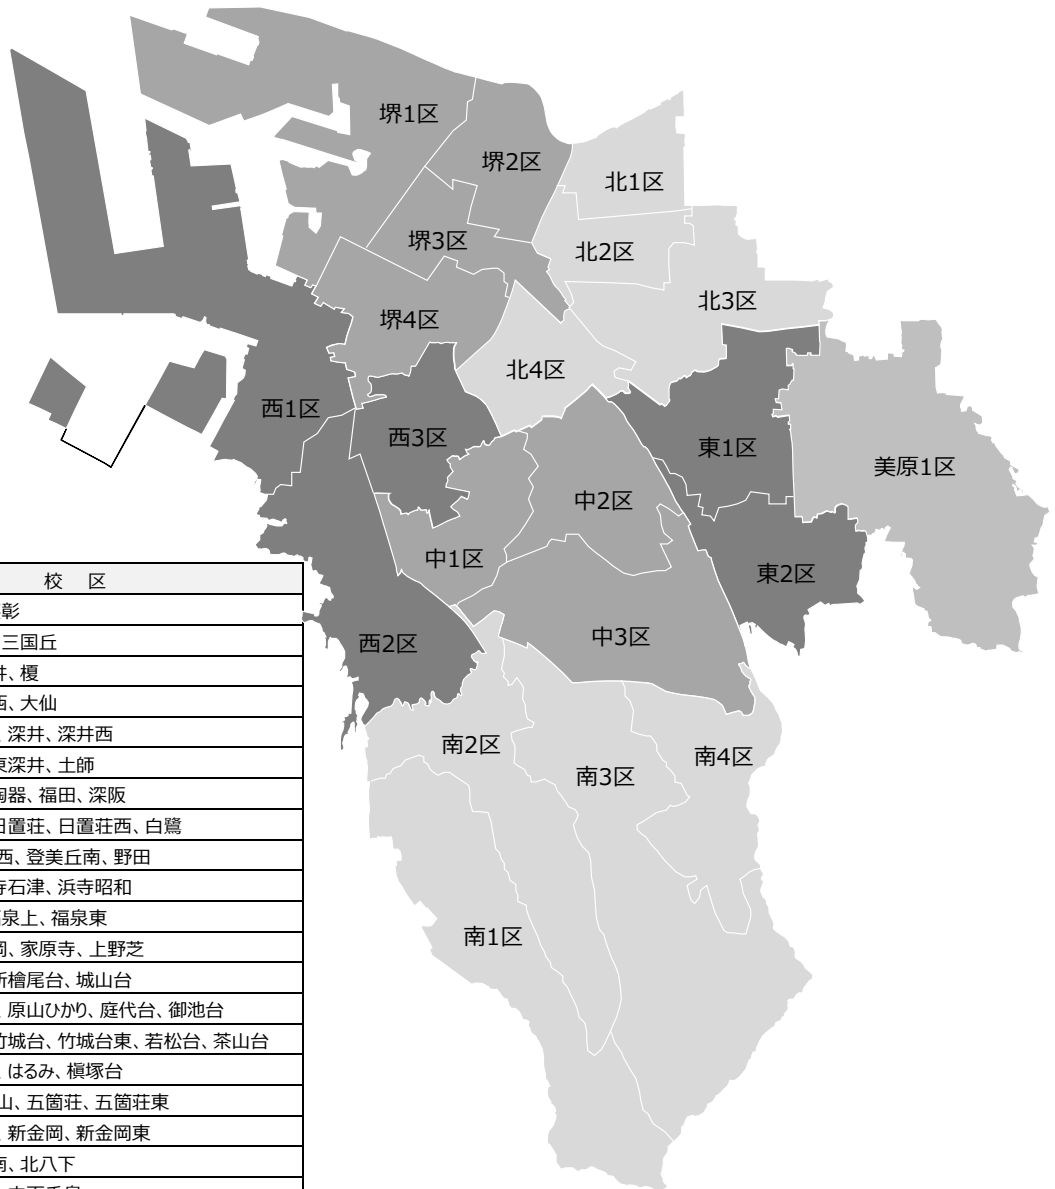 堺1区
堺2区
北1区
堺3区
北2区
北3区
堺4区
北4区
西1区
西3区
東1区
美原1区
中2区
中1区
東2区
中3区
西2区
南2区
南3区
南4区
南1区
校 区
彰
三国丘
井、榎
西、大仙
、深井、深井西
東深井、土師
陶器、福田、深阪
日置荘、日置荘西、白鷺
西、登美丘南、野田
寺石津、浜寺昭和
福泉上、福泉東
岡、家原寺、上野芝
新檜尾台、城山台
、原山ひかり、庭代台、御池台
竹城台、竹城台東、若松台、茶山台
、はるみ、槇塚台
山、五箇荘、五箇荘東
、新金岡、新金岡東
南、北八下